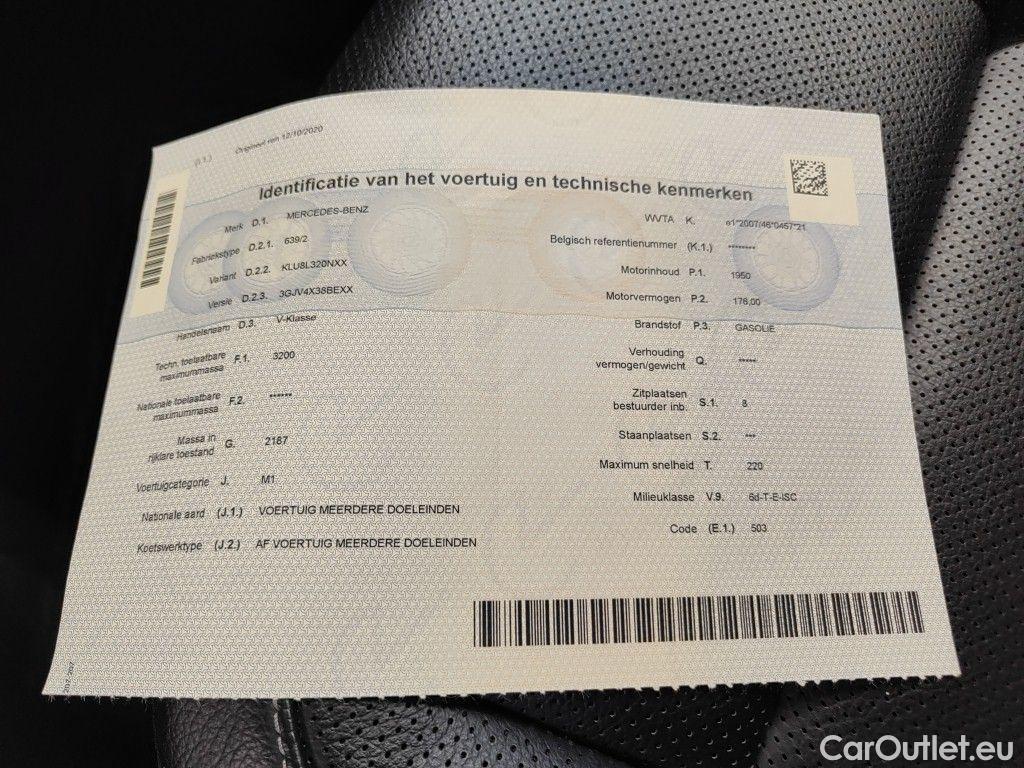 (I.1.) Origineel van 12/10/2020
Identificatie van het voertuig en technische kenmerken
Merk D.1. MERCEDES-BENZ
Fabriekstype D.2.1. 639/2
Variant D.2.2. KLU8L320NXX
Versie D.2.3. 3GJV4X38BEXX
Handelsnaam D.3. V-Klasse
Techn. toelaatbare
maximummassa F.1. 3200
Nationale toelaatbare
maximummassa F.2. ******
Massa in
rijklare toestand G. 2187
Voertuigcategorie J. M1
Nationale aard (J.1.) VOERTUIG MEERDERE DOELEINDEN
Koetswerktype (J.2.) AF VOERTUIG MEERDERE DOELEINDEN
WVTA K. e1*2007/46*0457*21
Belgisch referentienummer (K.1.) ********
Motorinhoud P.1. 1950
Motorvermogen P.2. 176,00
Brandstof P.3. GASOLIE
Verhouding
vermogen/gewicht Q. *****
Zitplaatsen
bestuurder inb. S.1. 8
Staanplaatsen S.2. ***
Maximum snelheid T. 220
Milieuklasse V.9. 6d-T-E-ISC
Code (E.1.) 503
CarOutlet.eu